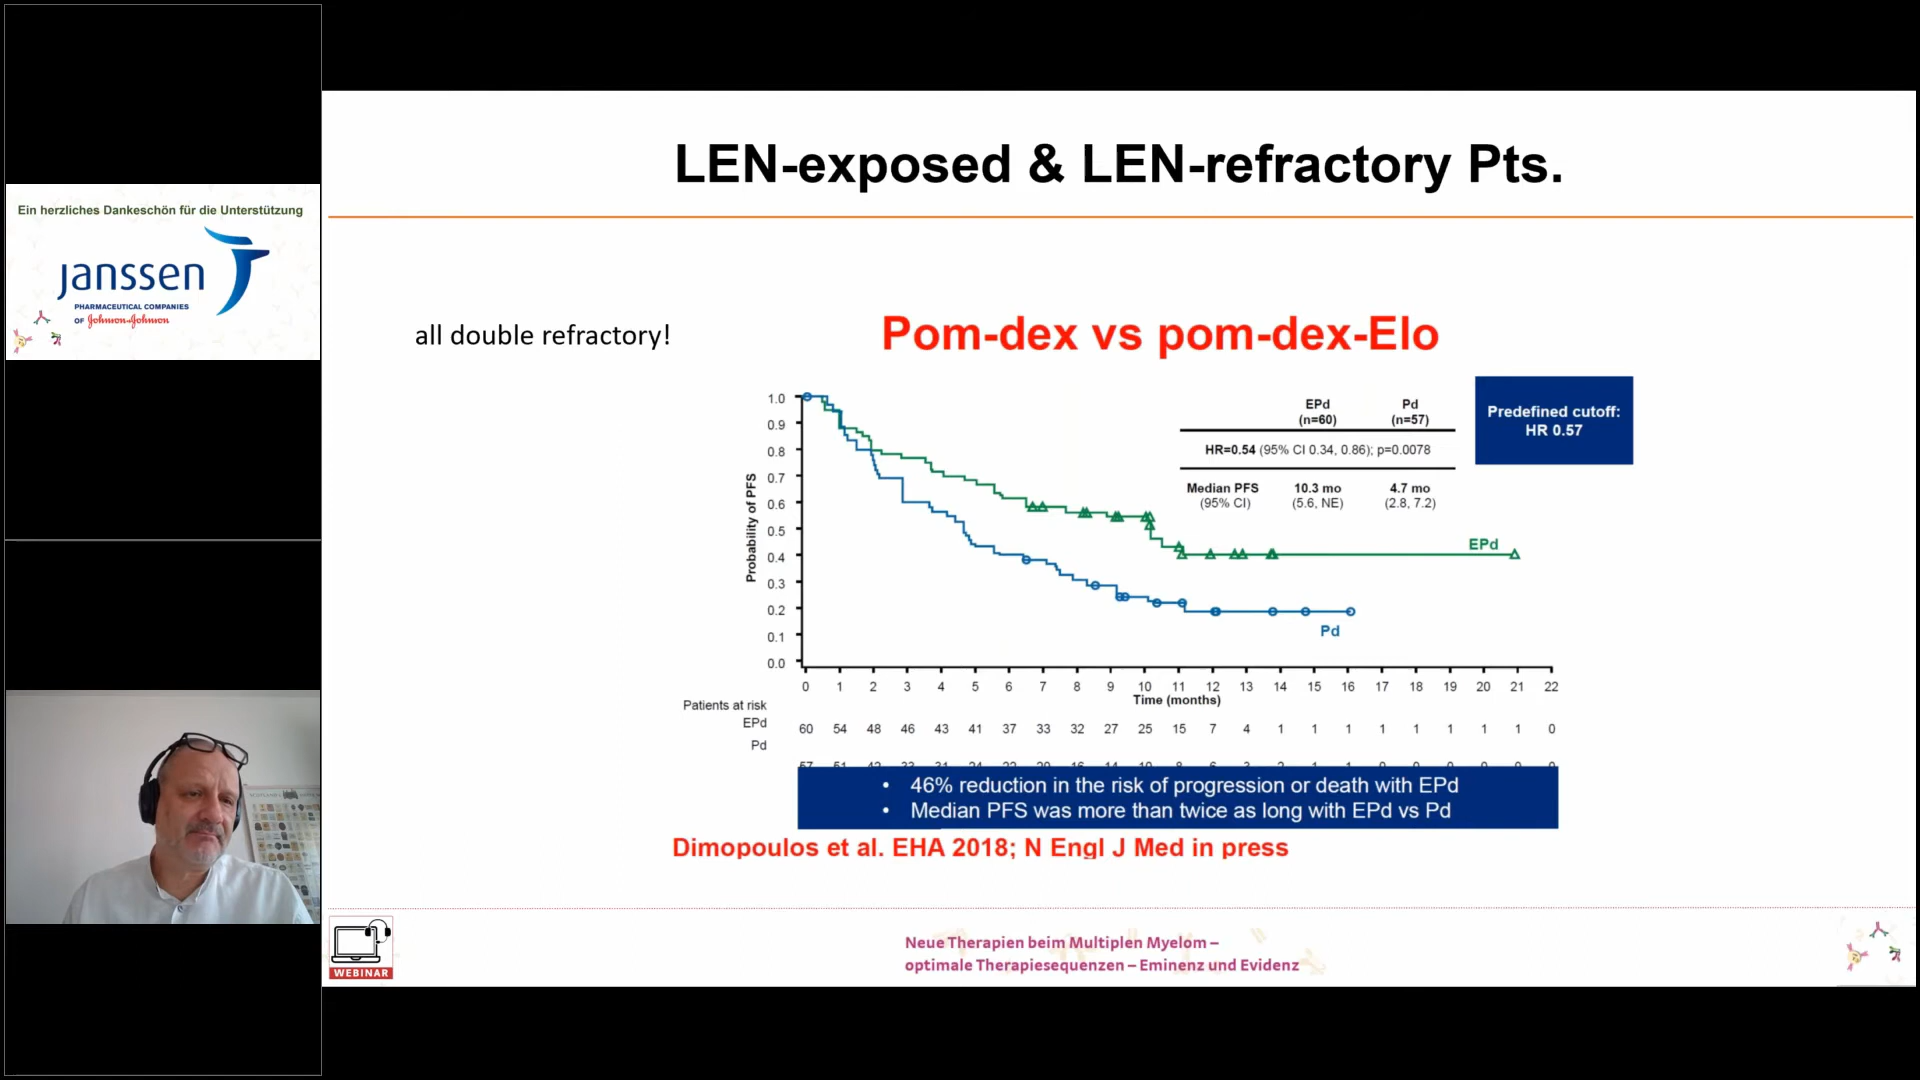 Ein herzliches Dankeschön für die Unterstützung
janssen
PHARMACEUTICAL COMPANIES
OF Johnson & Johnson
LEN-exposed & LEN-refractory Pts.
all double refractory!
Pom-dex vs pom-dex-Elo
Predefined cutoff:
HR 0.57
EPd Pd
(n=60) (n=57)
HR=0.54 (95% CI 0.34, 0.86); p=0.0078
Median PFS 10.3 mo 4.7 mo
(95% CI) (5.6, NE) (2.8, 7.2)
Probability of PFS
1.0
0.9
0.8
0.7
0.6
0.5
0.4
0.3
0.2
0.1
0.0
EPd
Pd
0 1 2 3 4 5 6 7 8 9 10 11 12 13 14 15 16 17 18 19 20 21 22
Time (months)
Patients at risk
EPd 60 54 48 46 43 41 37 33 32 27 25 15 7 4 1 1 1 1 1 1 1 1 0
Pd
• 46% reduction in the risk of progression or death with EPd
• Median PFS was more than twice as long with EPd vs Pd
Dimopoulos et al. EHA 2018; N Engl J Med in press
WEBINAR
Neue Therapien beim Multiplen Myelom –
optimale Therapiesequenzen – Eminenz und Evidenz